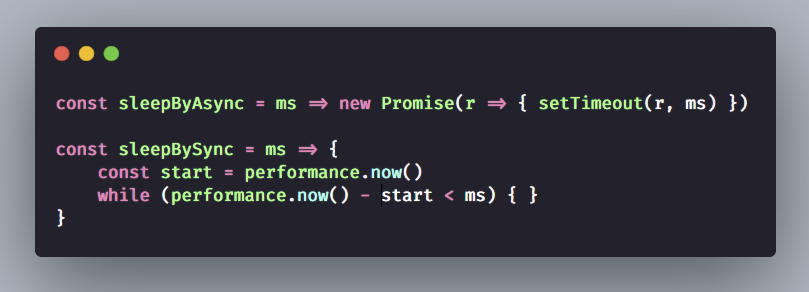 const sleepByAsync = ms => new Promise(r => { setTimeout(r, ms) })
const sleepBySync = ms => {
const start = performance.now()
while (performance.now() - start < ms) { }
}